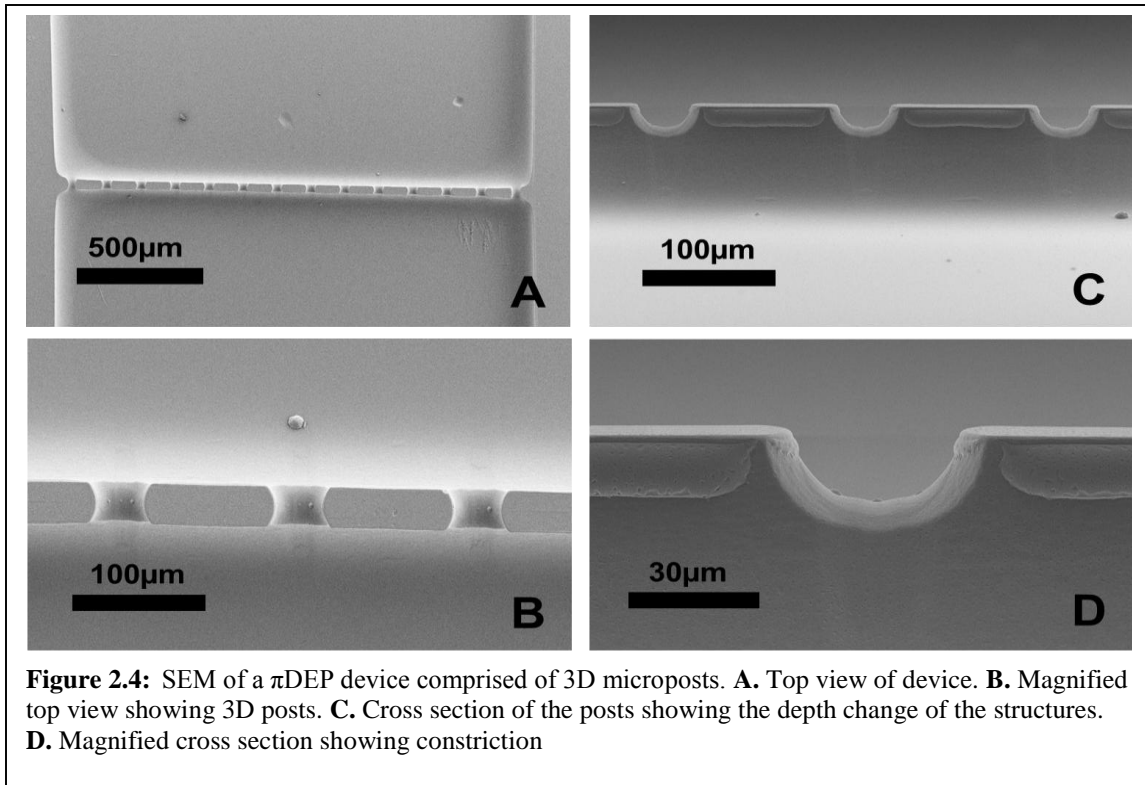 500µm
A
100µm
C
100µm
B
30µm
D
Figure 2.4: SEM of a πDEP device comprised of 3D microposts. A. Top view of device. B. Magnified
top view showing 3D posts. C. Cross section of the posts showing the depth change of the structures.
D. Magnified cross section showing constriction